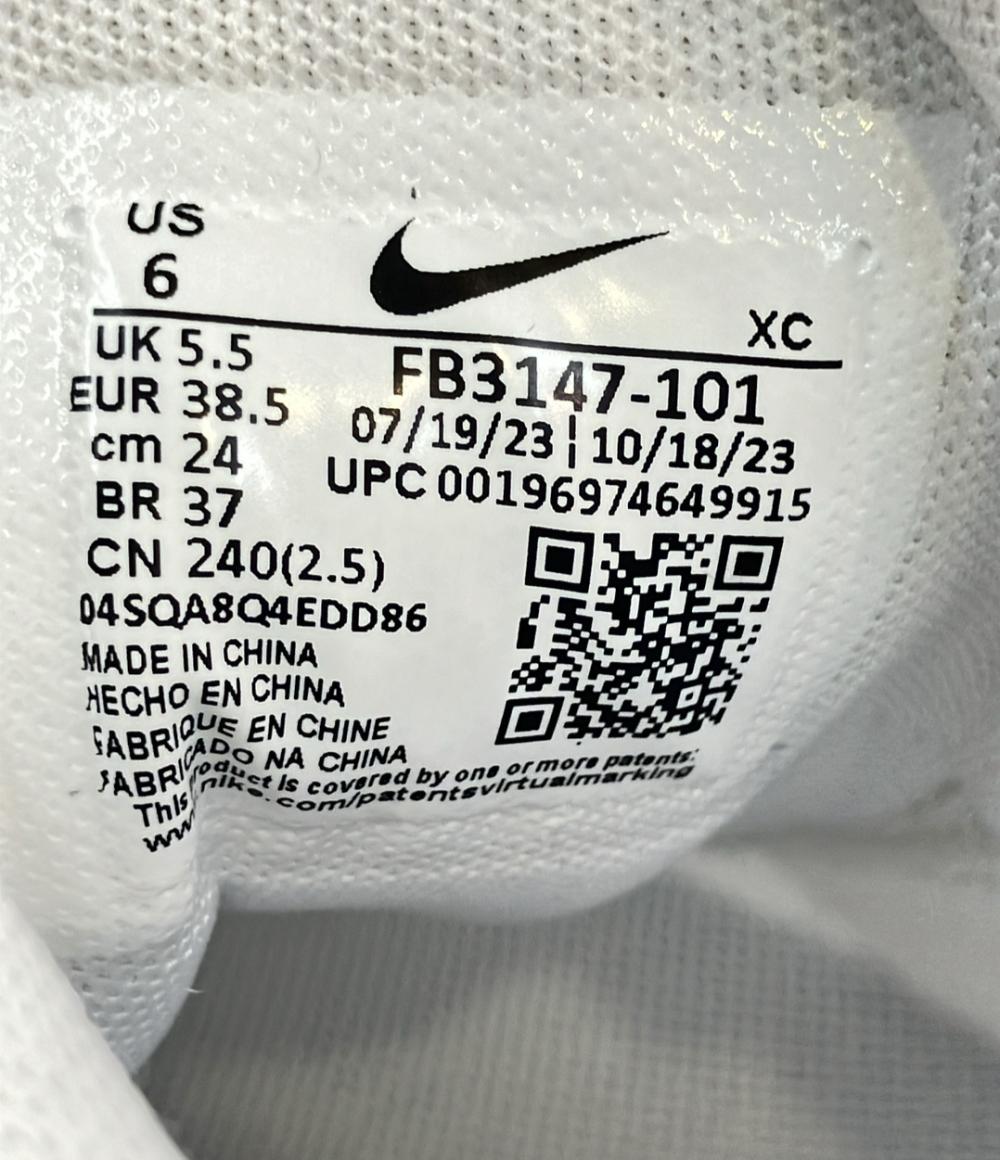 US
6
XC
UK 5.5
EUR 38.5
cm 24
BR 37
CN 240(2.5)
FB3147-101
07/19/23 | 10/18/23
UPC 00196974649915
04SQA8Q4EDD86
MADE IN CHINA
HECHO EN CHINA
FABRIQUE EN CHINE
FABRICADO NA CHINA
This product is covered by one or more patents:
www.nike.com/patentsvirtualmarking